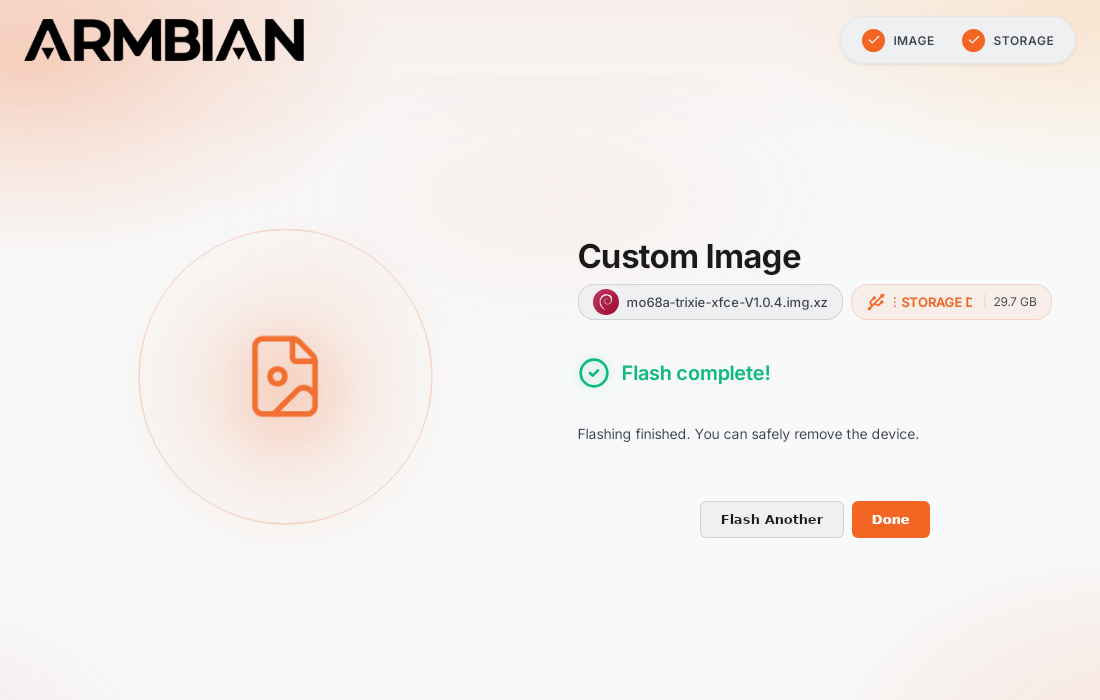 ARMBIAN
IMAGE
STORAGE
Custom Image
mo68a-trixie-xfce-V1.0.4.img.xz
STORAGE
29.7 GB
Flash complete!
Flashing finished. You can safely remove the device.
Flash Another
Done